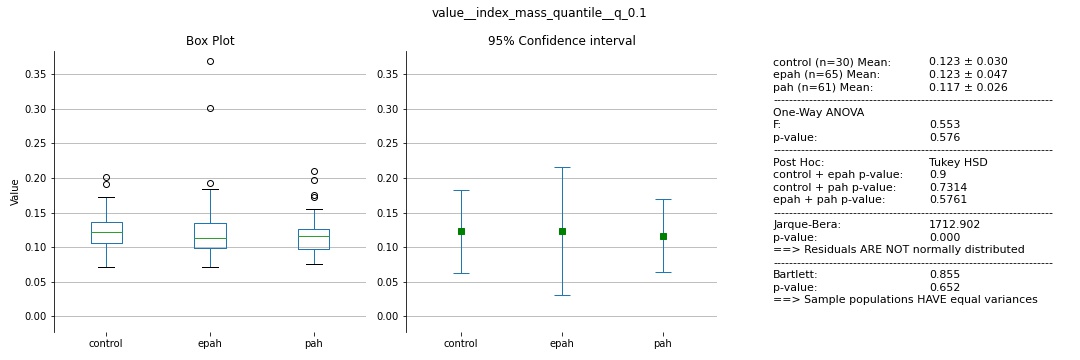 value__index_mass_quantile__q_0.1
Box Plot
Value
0.35
0.30
0.25
0.20
0.15
0.10
0.05
0.00
control epah pah
95% Confidence interval
0.35
0.30
0.25
0.20
0.15
0.10
0.05
0.00
control epah pah
control (n=30) Mean: 0.123 ± 0.030
epah (n=65) Mean: 0.123 ± 0.047
pah (n=61) Mean: 0.117 ± 0.026
One-Way ANOVA
F: 0.553
p-value: 0.576
Post Hoc: Tukey HSD
control + epah p-value: 0.9
control + pah p-value: 0.7314
epah + pah p-value: 0.5761
Jarque-Bera: 1712.902
p-value: 0.000
==> Residuals ARE NOT normally distributed
Bartlett: 0.855
p-value: 0.652
==> Sample populations HAVE equal variances